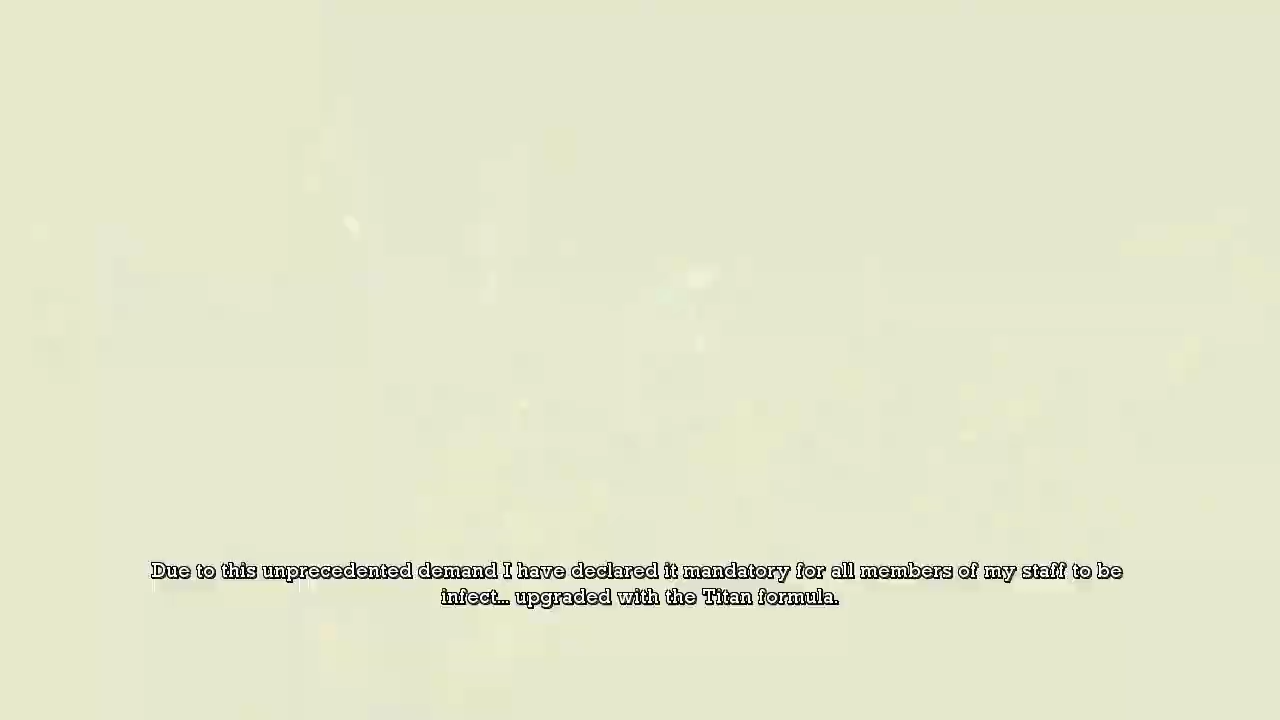 Due to this unprecedented demand I have declared it mandatory for all members of my staff to be
infect... upgraded with the Titan formula.